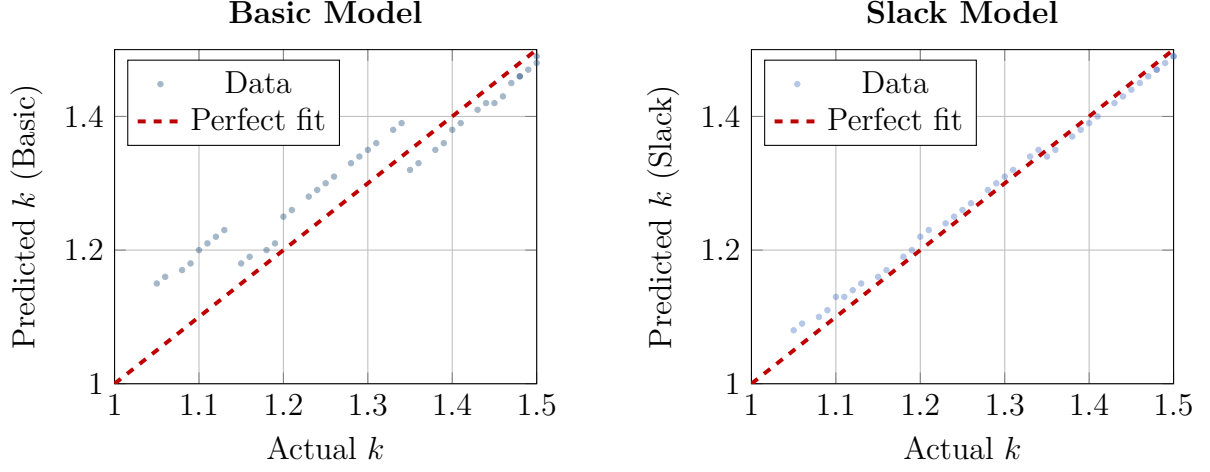 Basic Model
Data
Perfect fit
1.4
1.2
1
1
1.1
1.2
1.3
1.4
1.5
Actual k
Predicted k (Basic)
Slack Model
Data
Perfect fit
1.4
1.2
1
1
1.1
1.2
1.3
1.4
1.5
Actual k
Predicted k (Slack)